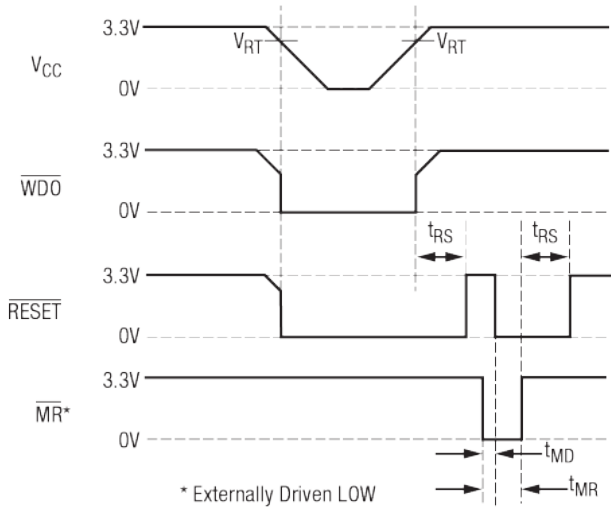 3.3V
V_RT
V_RT
V_CC
0V
3.3V
WDO
0V
t_RS
t_RS
3.3V
RESET
0V
3.3V
MR*
0V
t_MD
* Externally Driven LOW
t_MR